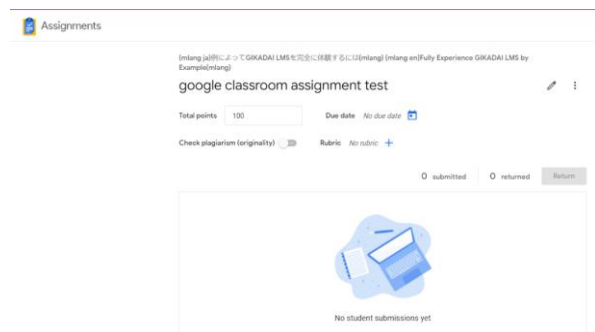 Assignments
{mlang ja}例によってGIKADAI LMSを完全に体験するには{mlang} {mlang en}Fully Experience GIKADAI LMS by
Example{mlang}
google classroom assignment test
Total points 100 Due date No due date
Check plagiarism (originality) Rubric No rubric +
0 submitted 0 returned Return
No student submissions yet